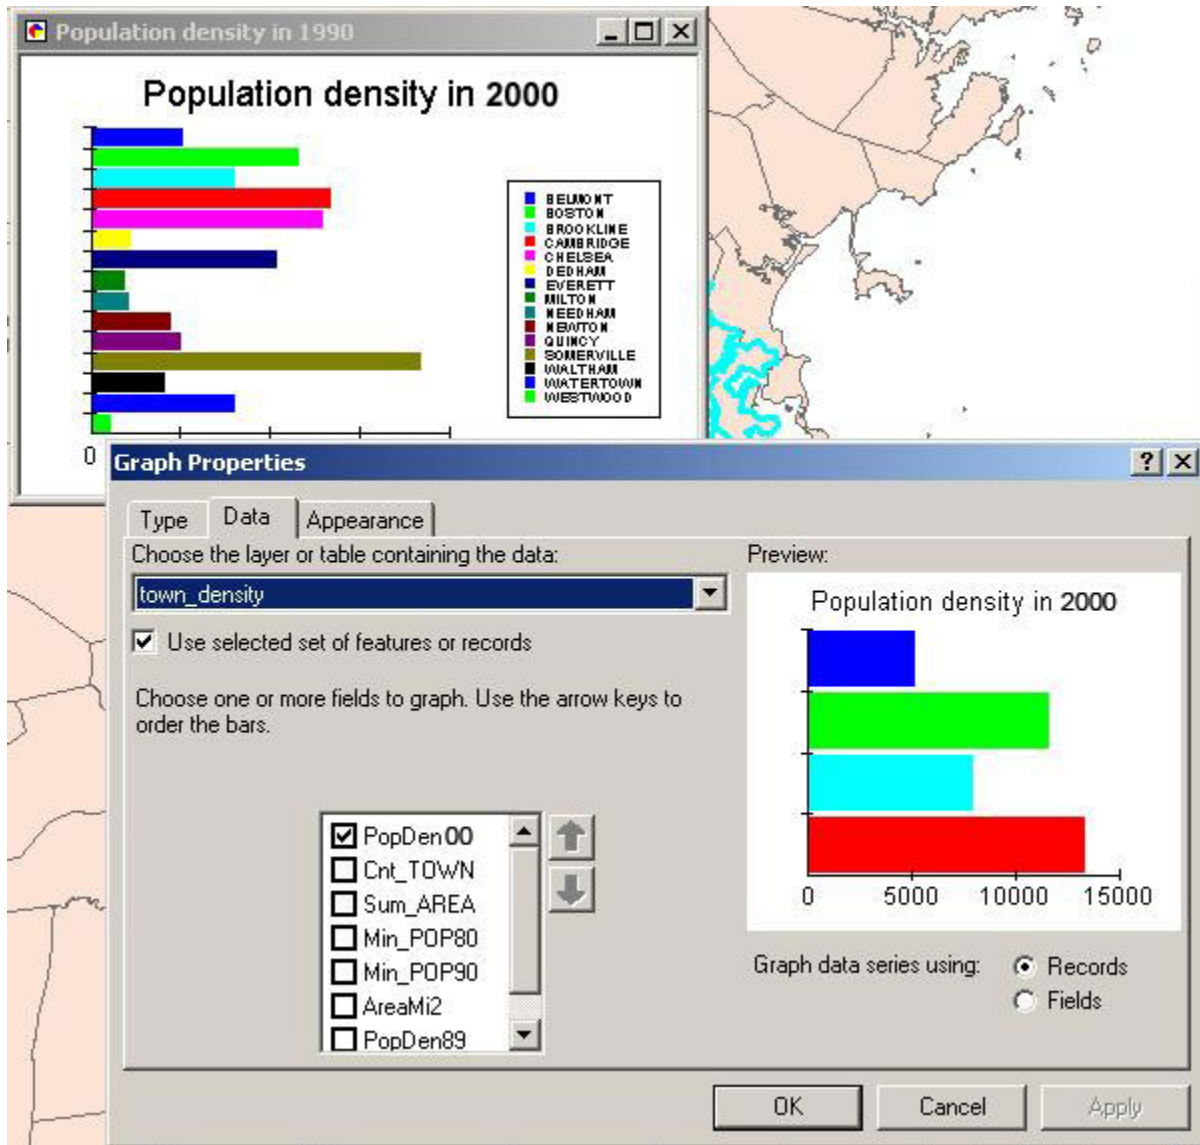 Population density in 1990
Population density in 2000
BELMONT
BOSTON
BROOKLINE
CAMBRIDGE
CHELSEA
DEDHAM
EVERETT
MILTON
NEEDHAM
NEWTON
QUINCY
SOMERVILLE
WALTHAM
WATERTOWN
WESTWOOD
0
Graph Properties
Type Data Appearance
Choose the layer or table containing the data:
town_density
Use selected set of features or records
Choose one or more fields to graph. Use the arrow keys to
order the bars.
PopDen00
Cnt_TOWN
Sum_AREA
Min_POP80
Min_POP90
AreaMi2
PopDen89
Preview:
Population density in 2000
0 5000 10000 15000
Graph data series using: Records
Fields
OK Cancel Apply